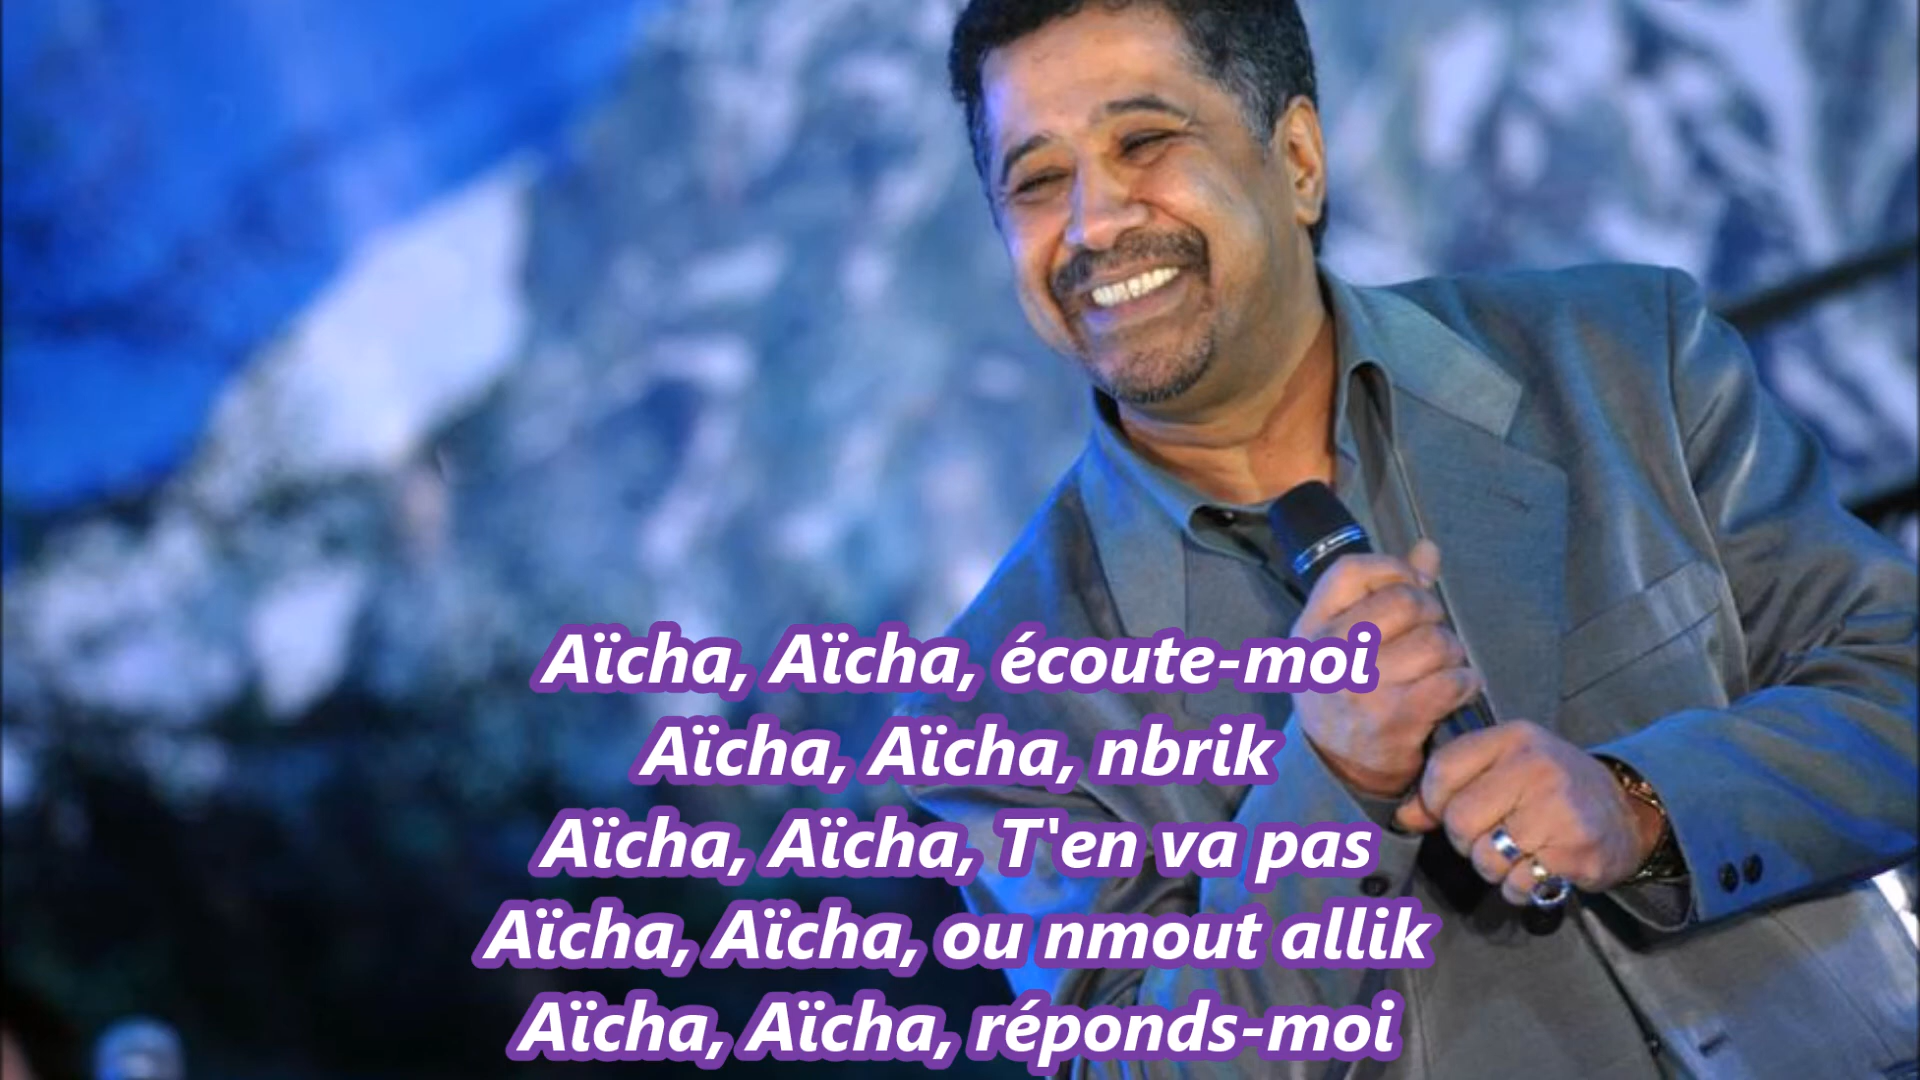 Aïcha, Aïcha, écoute-moi
Aïcha, Aïcha, nbrik
Aïcha, Aïcha, T'en va pas
Aïcha, Aïcha, ou nmout allik
Aïcha, Aïcha, réponds-moi